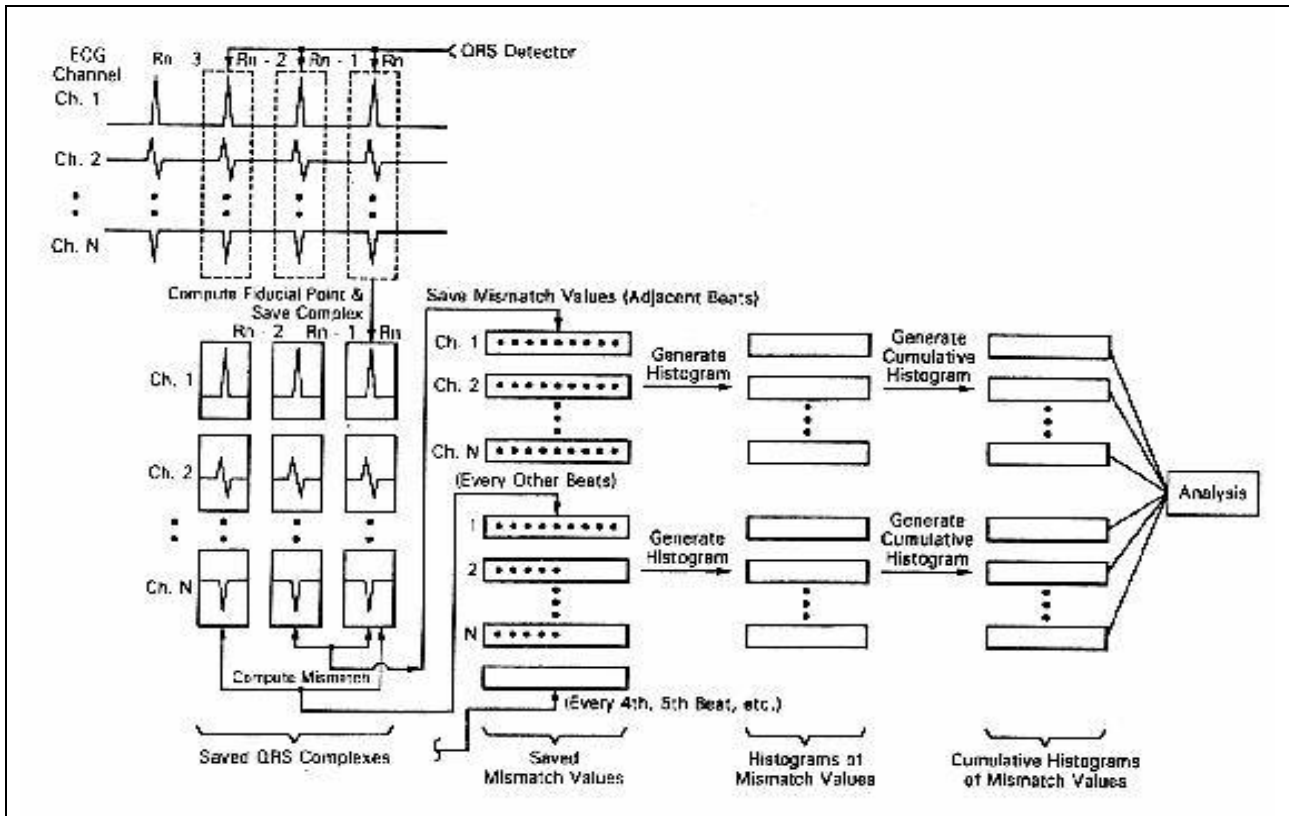 ECG
Channel
Rn - 3 Rn - 2 Rn - 1 Rn
QRS Detector
Ch. 1
Ch. 2
Ch. N
Compute Fiducial Point &
Save Complex
Rn - 2 Rn - 1 Rn
Ch. 1
Ch. 2
Ch. N
Compute Mismatch
Saved QRS Complexes
Save Mismatch Values (Adjacent Beats)
Ch. 1
Ch. 2
Ch. N
(Every Other Beats)
1
2
N
(Every 4th, 5th Beat, etc.)
Saved
Mismatch Values
Generate
Histogram
Generate
Histogram
Histograms of
Mismatch Values
Generate
Cumulative
Histogram
Generate
Cumulative
Histogram
Cumulative Histograms
of Mismatch Values
Analysis